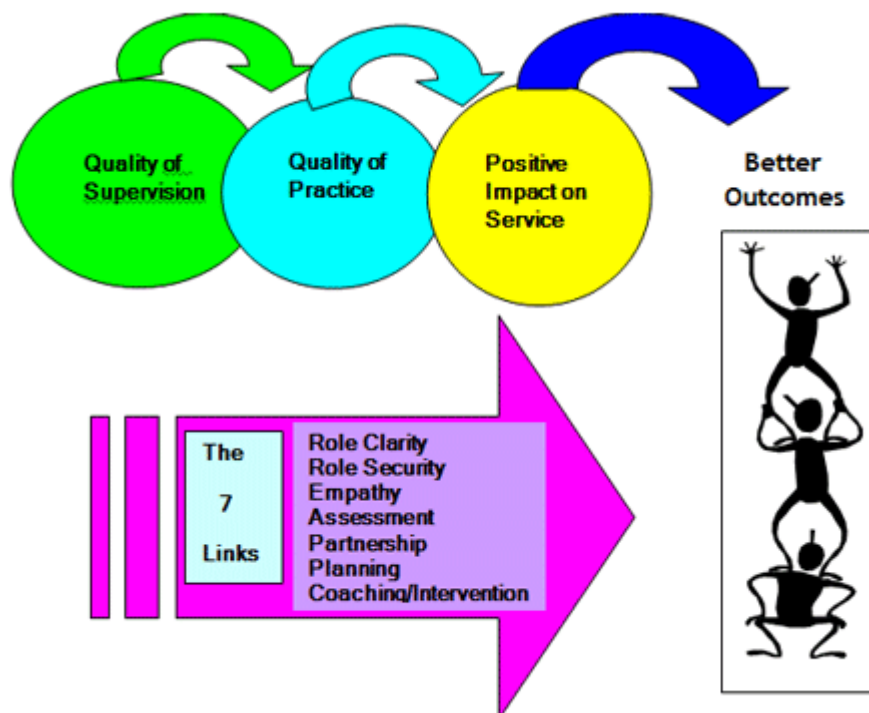 Quality of
Supervision
Quality of
Practice
Positive
Impact on
Service
Better
Outcomes
The
7
Links
Role Clarity
Role Security
Empathy
Assessment
Partnership
Planning
Coaching/Intervention